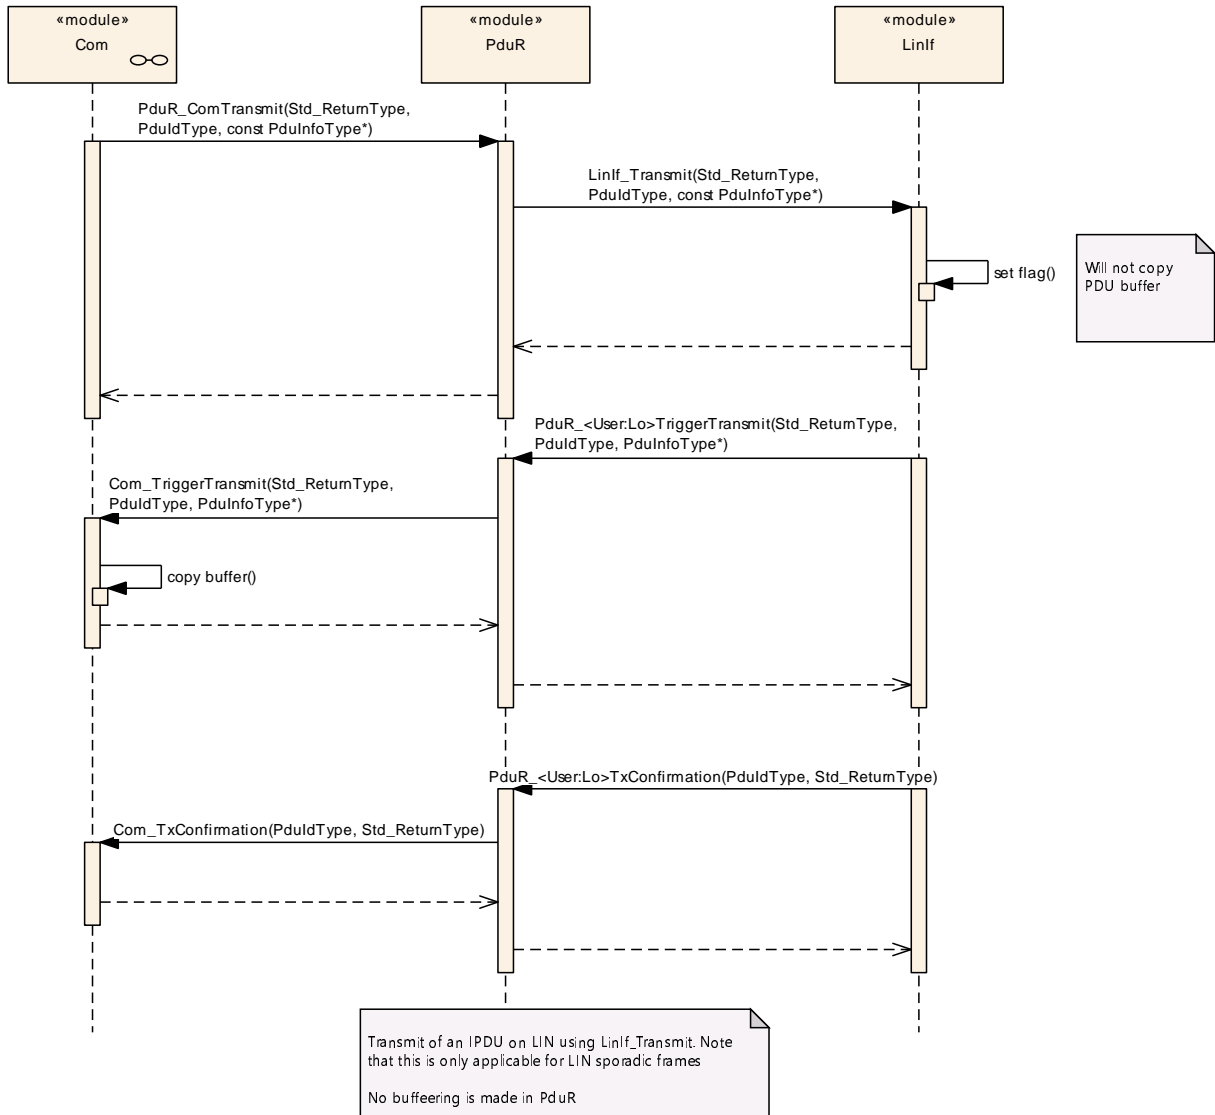 «module»
Com
«module»
PduR
«module»
LinIf
PduR_ComTransmit(Std_ReturnType,
PduIdType, const PduInfoType*)
LinIf_Transmit(Std_ReturnType,
PduIdType, const PduInfoType*)
set flag()
Will not copy
PDU buffer
PduR_<User:Lo>TriggerTransmit(Std_ReturnType,
PduIdType, PduInfoType*)
Com_TriggerTransmit(Std_ReturnType,
PduIdType, PduInfoType*)
copy buffer()
PduR_<User:Lo>TxConfirmation(PduIdType, Std_ReturnType)
Com_TxConfirmation(PduIdType, Std_ReturnType)
Transmit of an IPDU on LIN using LinIf_Transmit. Note
that this is only applicable for LIN sporadic frames
No buffeering is made in PduR